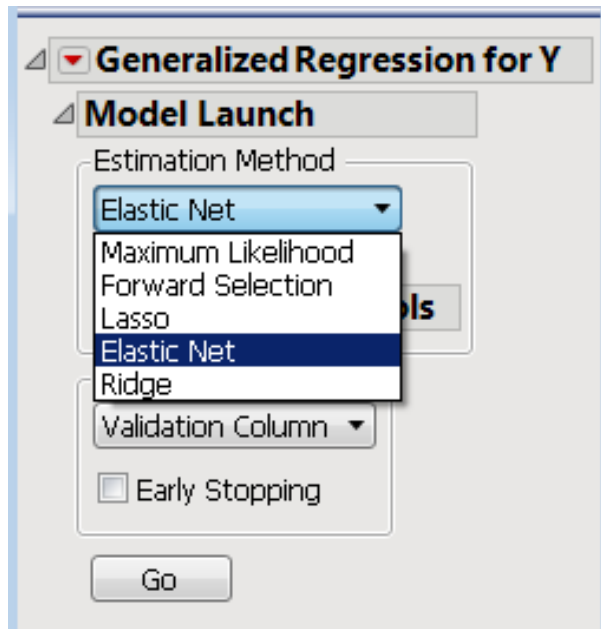 Generalized Regression for Y
Model Launch
Estimation Method
Elastic Net
Maximum Likelihood
Forward Selection
Lasso
Elastic Net
Ridge
Validation Column
Early Stopping
Go